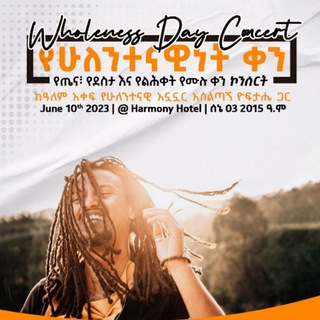 Wholeness Day Concert
የሁለንተናዊነት ቀን
የጤና፣ የደስታ እና የልሕቀት የሙሉ ቀን ኮንሰርት
ከዓለም አቀፍ የሁለንተናዊ አኗኗር አሰልጣኝ ዮፍታሔ ጋር
June 10th 2023 | @ Harmony Hotel | ሰኔ 03 2015 ዓ.ም